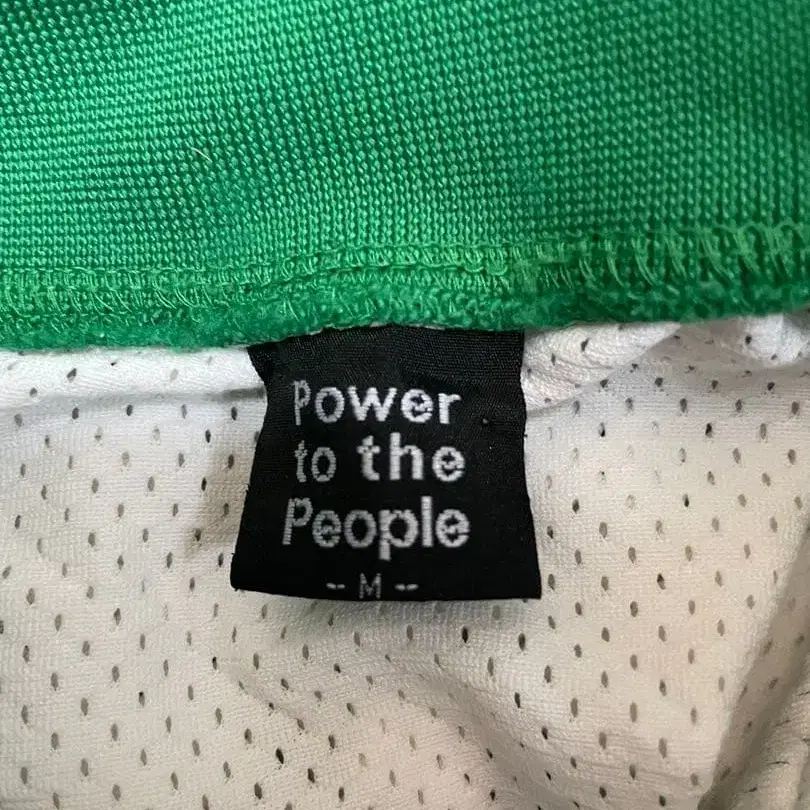 Power
to the
People
-- M --